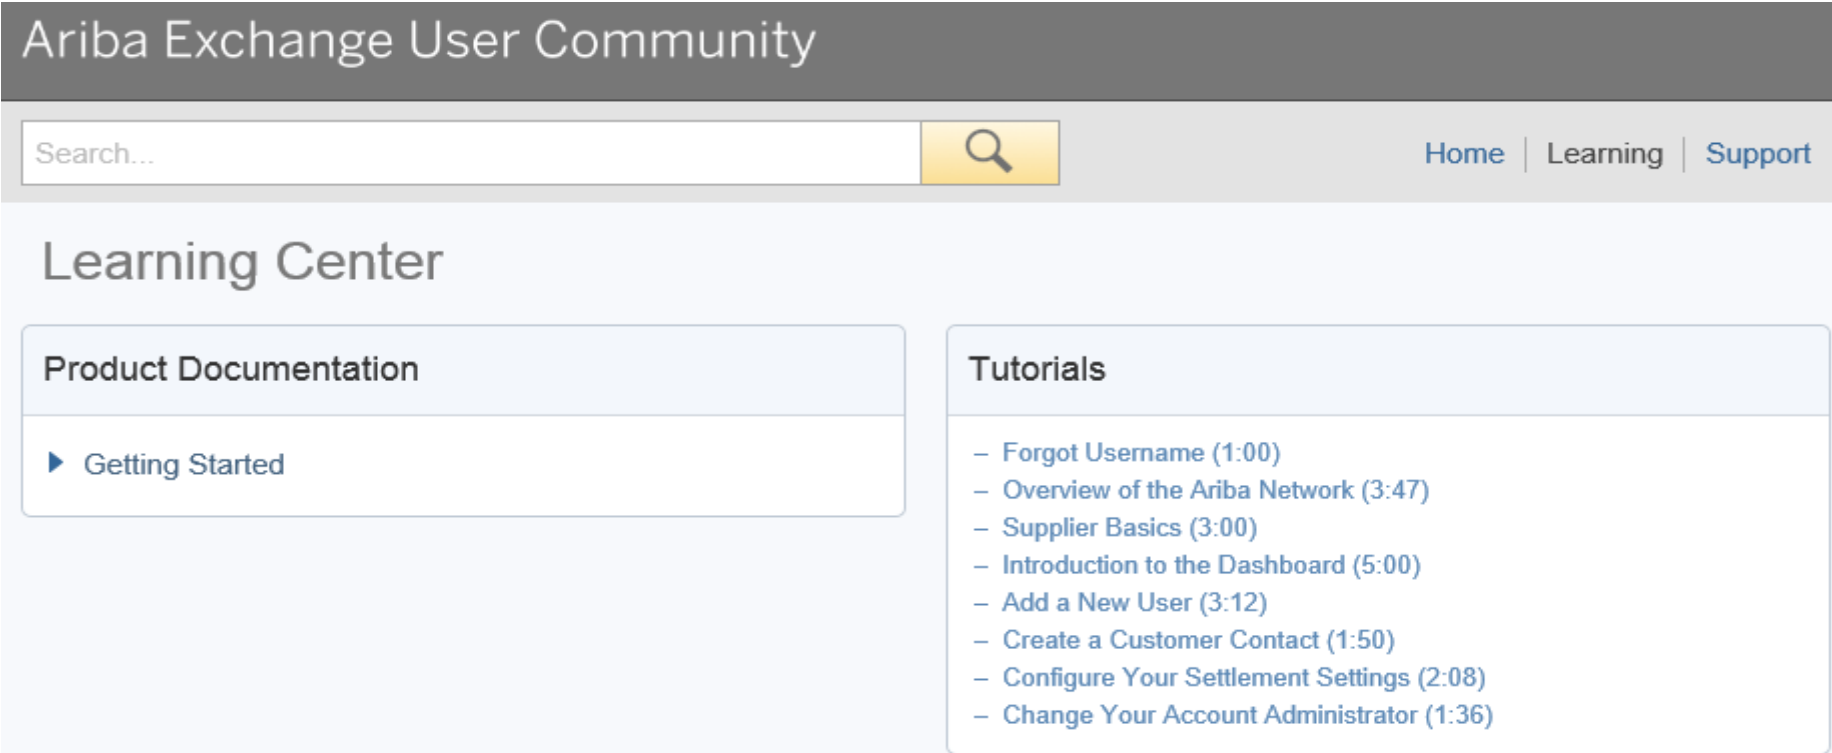 Ariba Exchange User Community
Search...
Home | Learning | Support
Learning Center
Product Documentation
Getting Started
Tutorials
– Forgot Username (1:00)
– Overview of the Ariba Network (3:47)
– Supplier Basics (3:00)
– Introduction to the Dashboard (5:00)
– Add a New User (3:12)
– Create a Customer Contact (1:50)
– Configure Your Settlement Settings (2:08)
– Change Your Account Administrator (1:36)